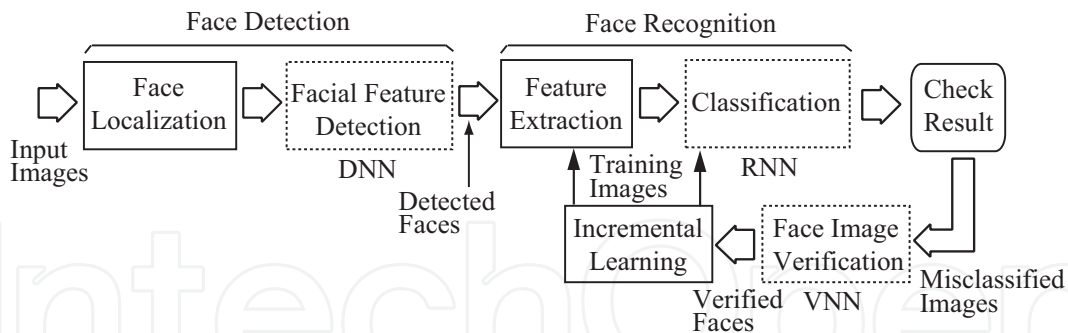 Face Detection
Face Recognition
Input
Images
Face
Localization
Facial Feature
Detection
DNN
Detected
Faces
Feature
Extraction
Training
Images
Classification
RNN
Check
Result
Incremental
Learning
Verified
Faces
Face Image
Verification
VNN
Misclassified
Images
IntechOpen